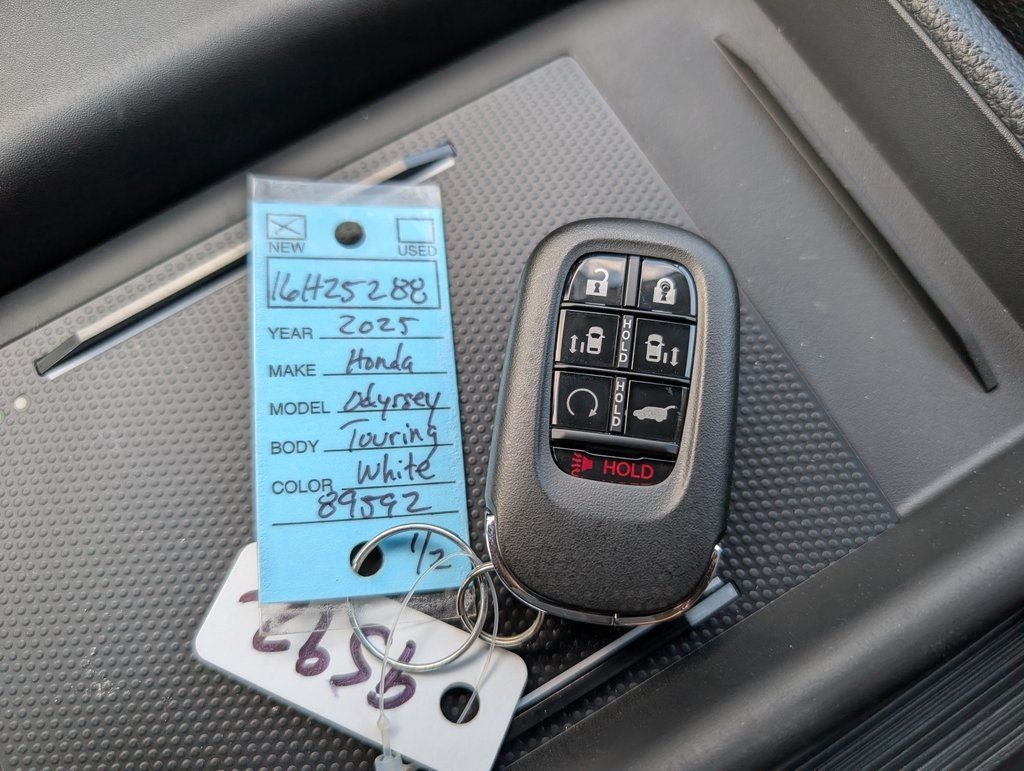 NEW USED
16H25288
YEAR 2025
MAKE Honda
MODEL Odyssey
BODY Touring
COLOR White
89592
1/2
HOLD
HOLD
HOLD